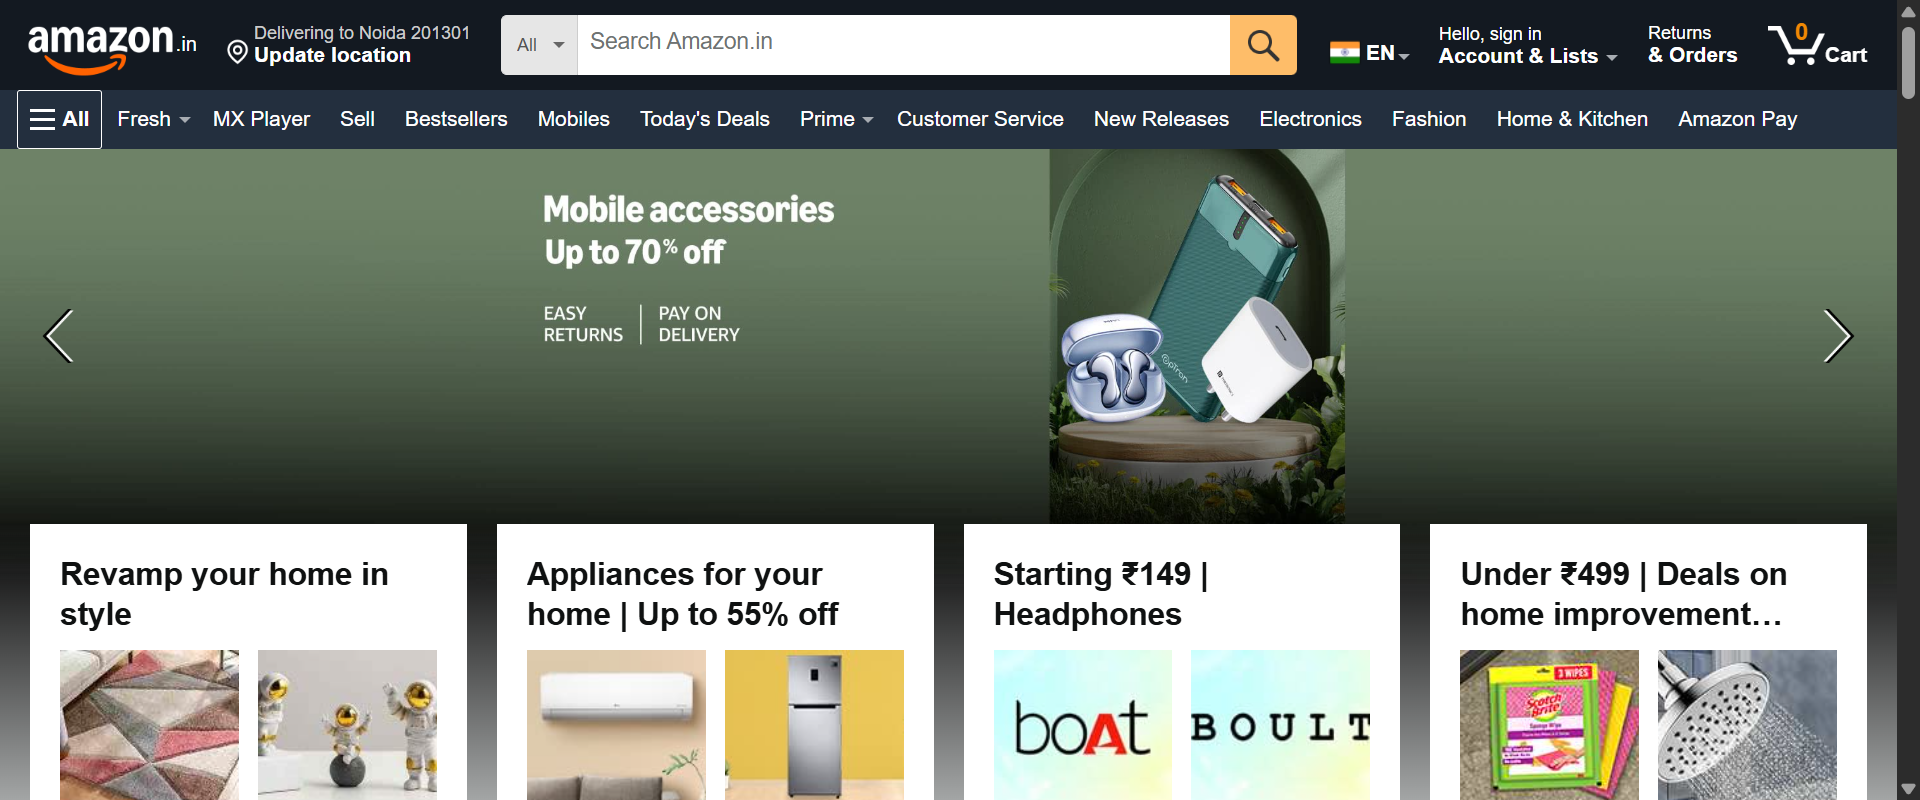 amazon.in
Delivering to Noida 201301
Update location
All
Search Amazon.in
EN
Hello, sign in
Account & Lists
Returns
& Orders
0
Cart
All
Fresh
MX Player
Sell
Bestsellers
Mobiles
Today's Deals
Prime
Customer Service
New Releases
Electronics
Fashion
Home & Kitchen
Amazon Pay
Mobile accessories
Up to 70% off
EASY
RETURNS
PAY ON
DELIVERY
pTron
Revamp your home in
style
Appliances for your
home | Up to 55% off
Starting ₹149 |
Headphones
boAt
BOULT
Under ₹499 | Deals on
home improvement…
3 WIPES
Scotch
Brite
Sponge Wipe